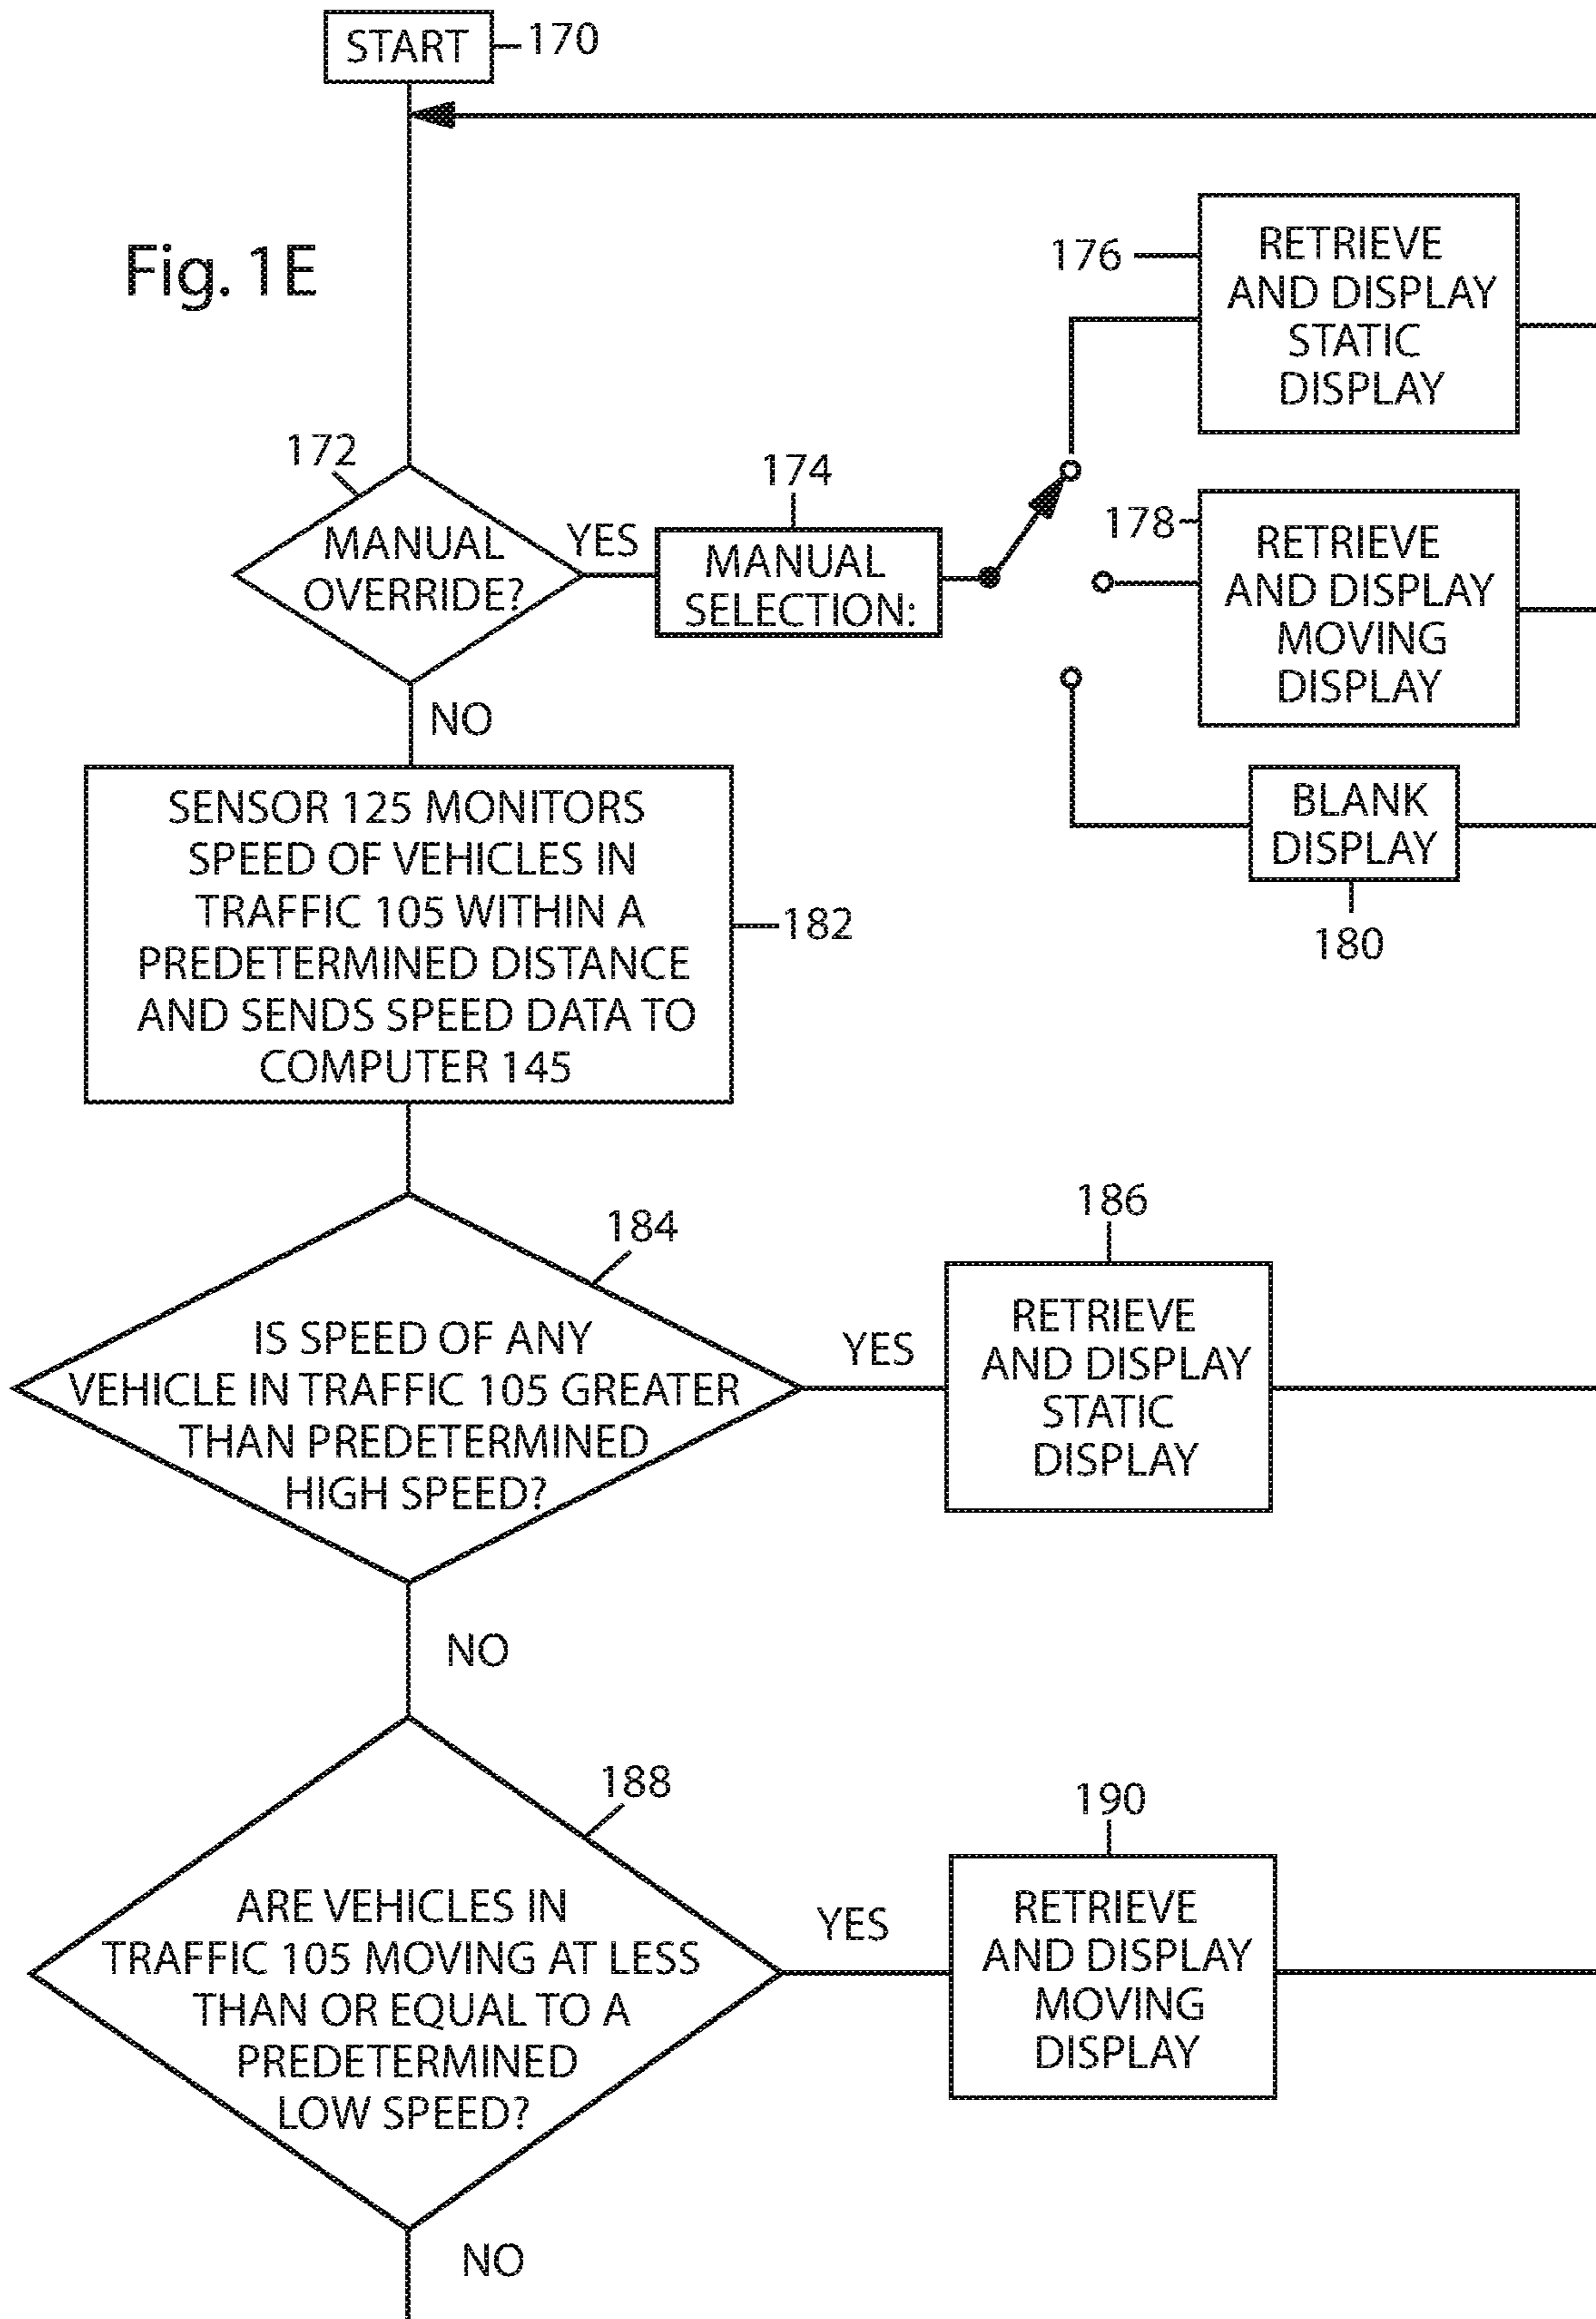 START
170
Fig. 1E
176
RETRIEVE
AND DISPLAY
STATIC
DISPLAY
172
MANUAL
OVERRIDE?
YES
174
MANUAL
SELECTION:
178
RETRIEVE
AND DISPLAY
MOVING
DISPLAY
NO
BLANK
DISPLAY
180
SENSOR 125 MONITORS
SPEED OF VEHICLES IN
TRAFFIC 105 WITHIN A
PREDETERMINED DISTANCE
AND SENDS SPEED DATA TO
COMPUTER 145
182
184
IS SPEED OF ANY
VEHICLE IN TRAFFIC 105 GREATER
THAN PREDETERMINED
HIGH SPEED?
YES
186
RETRIEVE
AND DISPLAY
STATIC
DISPLAY
NO
188
ARE VEHICLES IN
TRAFFIC 105 MOVING AT LESS
THAN OR EQUAL TO A
PREDETERMINED
LOW SPEED?
YES
190
RETRIEVE
AND DISPLAY
MOVING
DISPLAY
NO